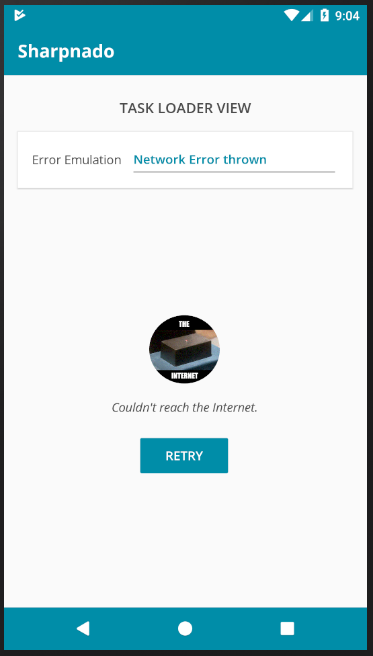 9:04
Sharpnado
TASK LOADER VIEW
Error Emulation Network Error thrown
THE
INTERNET
Couldn't reach the Internet.
RETRY